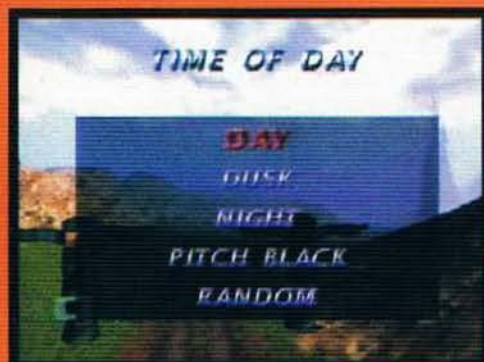 TIME OF DAY
DAY
DUSK
NIGHT
PITCH BLACK
RANDOM